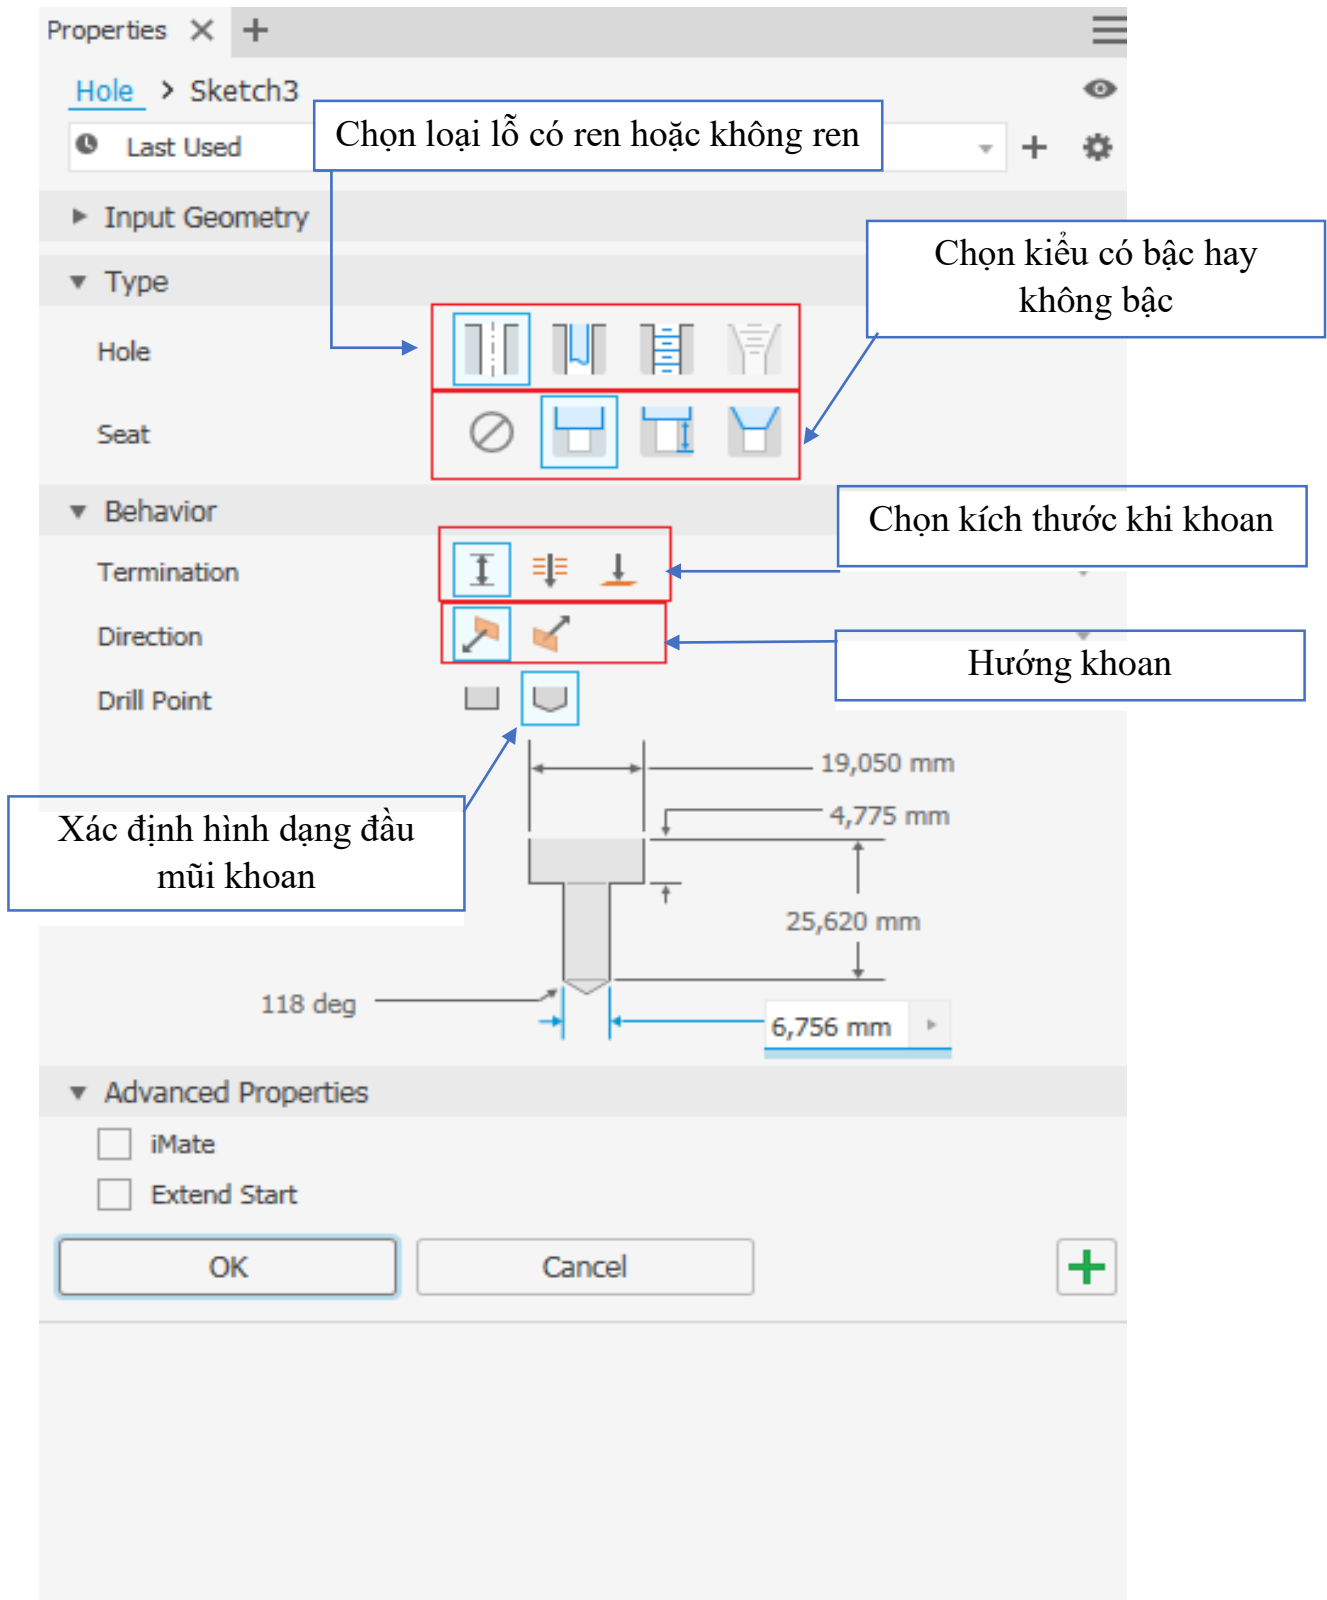 Properties
Hole > Sketch3
Chọn loại lỗ có ren hoặc không ren
Last Used
Input Geometry
Chọn kiểu có bậc hay
không bậc
Type
Hole
Seat
Behavior
Chọn kích thước khi khoan
Termination
Direction
Hướng khoan
Drill Point
19,050 mm
4,775 mm
Xác định hình dạng đầu
mũi khoan
25,620 mm
118 deg
6,756 mm
Advanced Properties
iMate
Extend Start
OK
Cancel